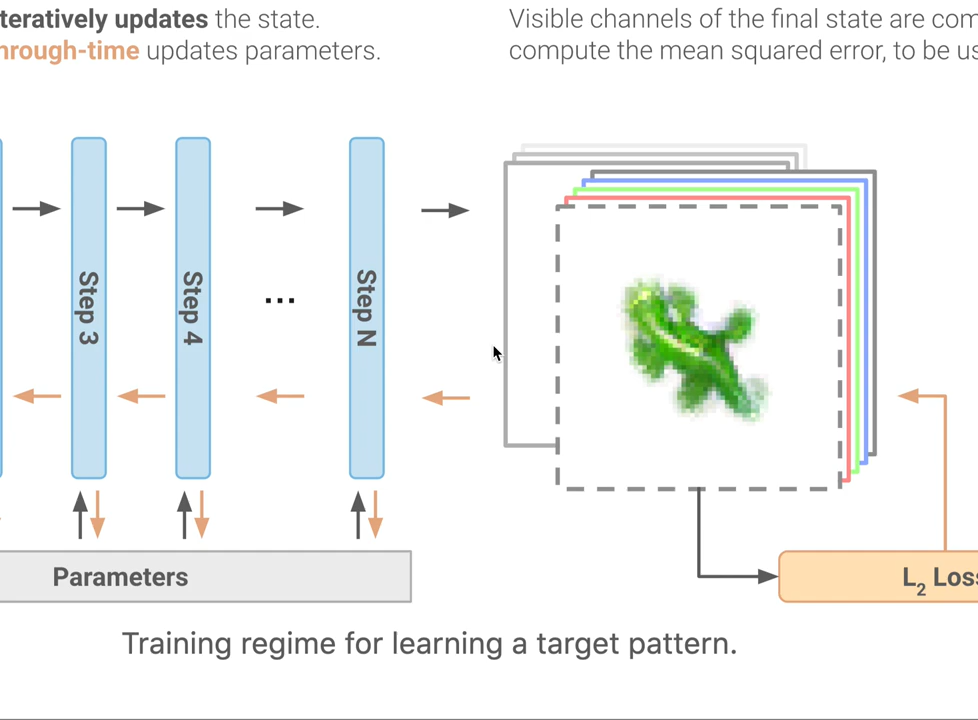 teratively updates the state.
hrough-time updates parameters.
Visible channels of the final state are com
compute the mean squared error, to be us
Step 3
Step 4
...
Step N
Parameters
L2 Loss
Training regime for learning a target pattern.